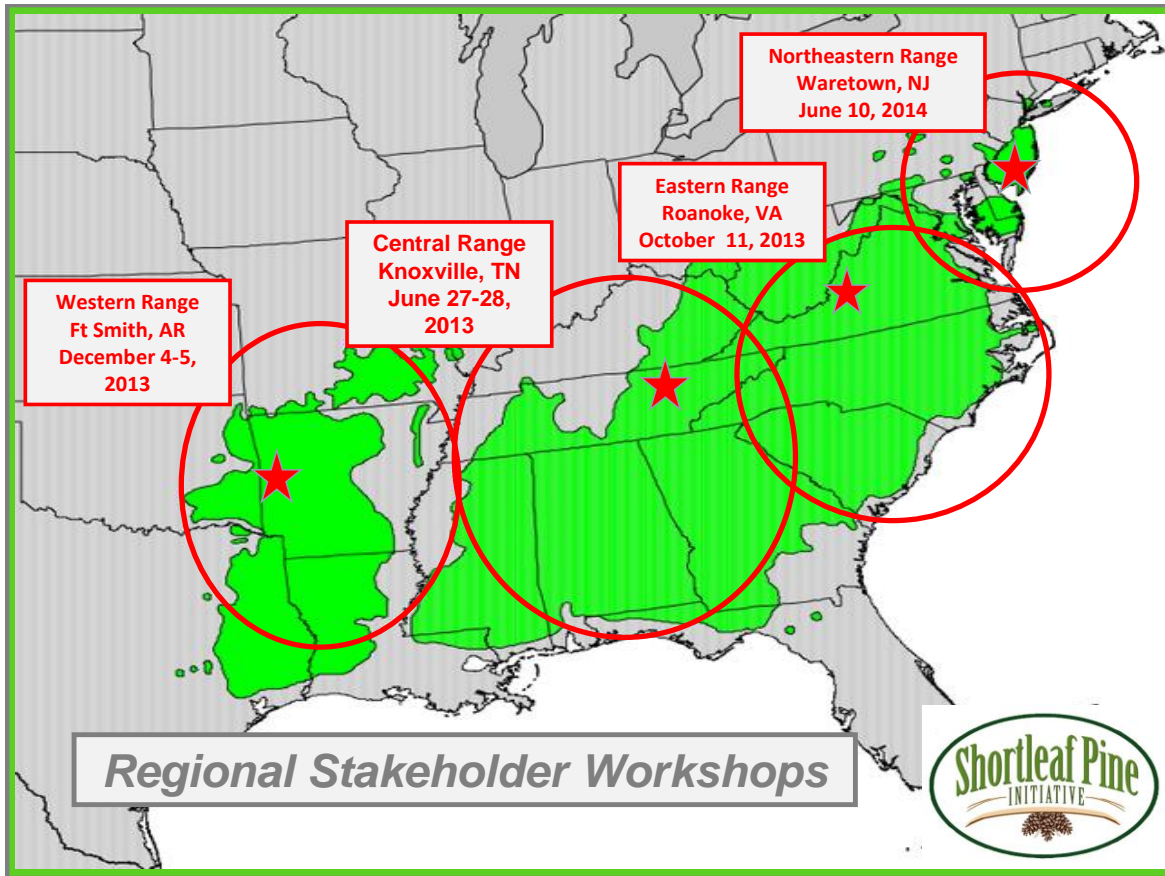 Northeastern Range
Waretown, NJ
June 10, 2014
Eastern Range
Roanoke, VA
October 11, 2013
Central Range
Knoxville, TN
June 27-28,
2013
Western Range
Ft Smith, AR
December 4-5,
2013
Regional Stakeholder Workshops
Shortleaf Pine
INITIATIVE